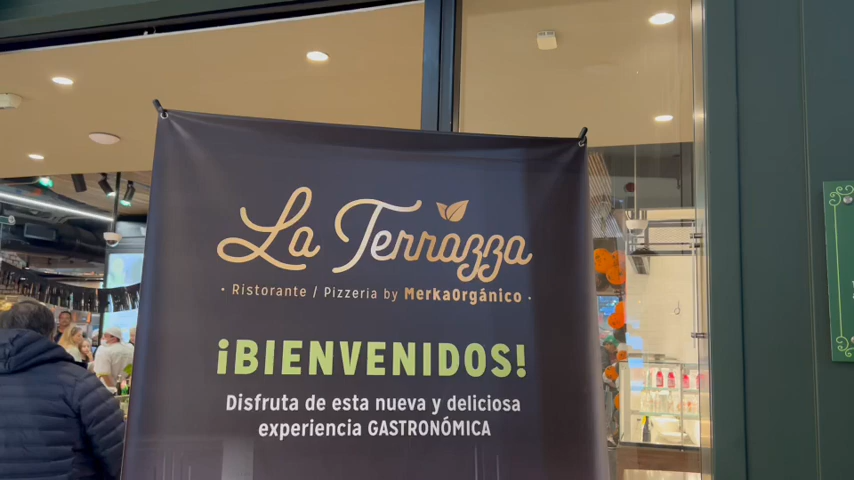 La Terrazza
· Ristorante / Pizzeria by MerkaOrgánico ·
¡BIENVENIDOS!
Disfruta de esta nueva y deliciosa
experiencia GASTRONÓMICA